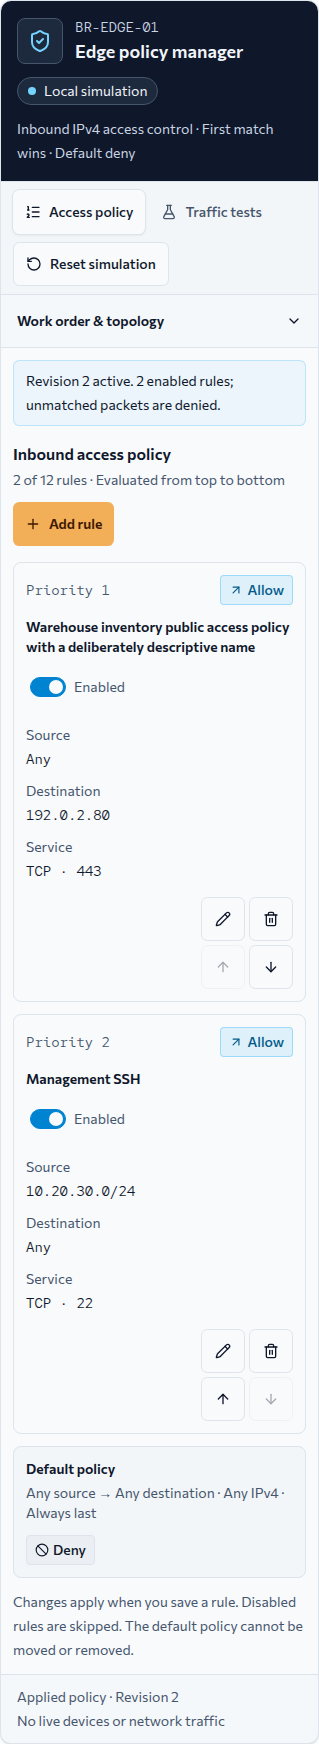 BR-EDGE-01
Edge policy manager
Local simulation
Inbound IPv4 access control · First match
wins · Default deny
Access policy
Traffic tests
Reset simulation
Work order & topology
Revision 2 active. 2 enabled rules;
unmatched packets are denied.
Inbound access policy
2 of 12 rules · Evaluated from top to bottom
Add rule
Priority 1
Allow
Warehouse inventory public access policy
with a deliberately descriptive name
Enabled
Source
Any
Destination
192.0.2.80
Service
TCP · 443
Priority 2
Allow
Management SSH
Enabled
Source
10.20.30.0/24
Destination
Any
Service
TCP · 22
Default policy
Any source → Any destination · Any IPv4 ·
Always last
Deny
Changes apply when you save a rule. Disabled
rules are skipped. The default policy cannot be
moved or removed.
Applied policy · Revision 2
No live devices or network traffic